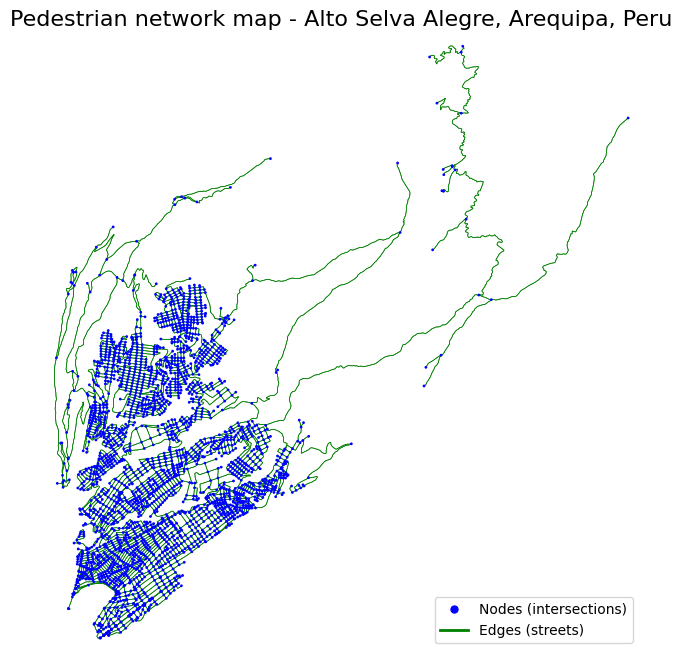 Pedestrian network map - Alto Selva Alegre, Arequipa, Peru
Nodes (intersections)
Edges (streets)